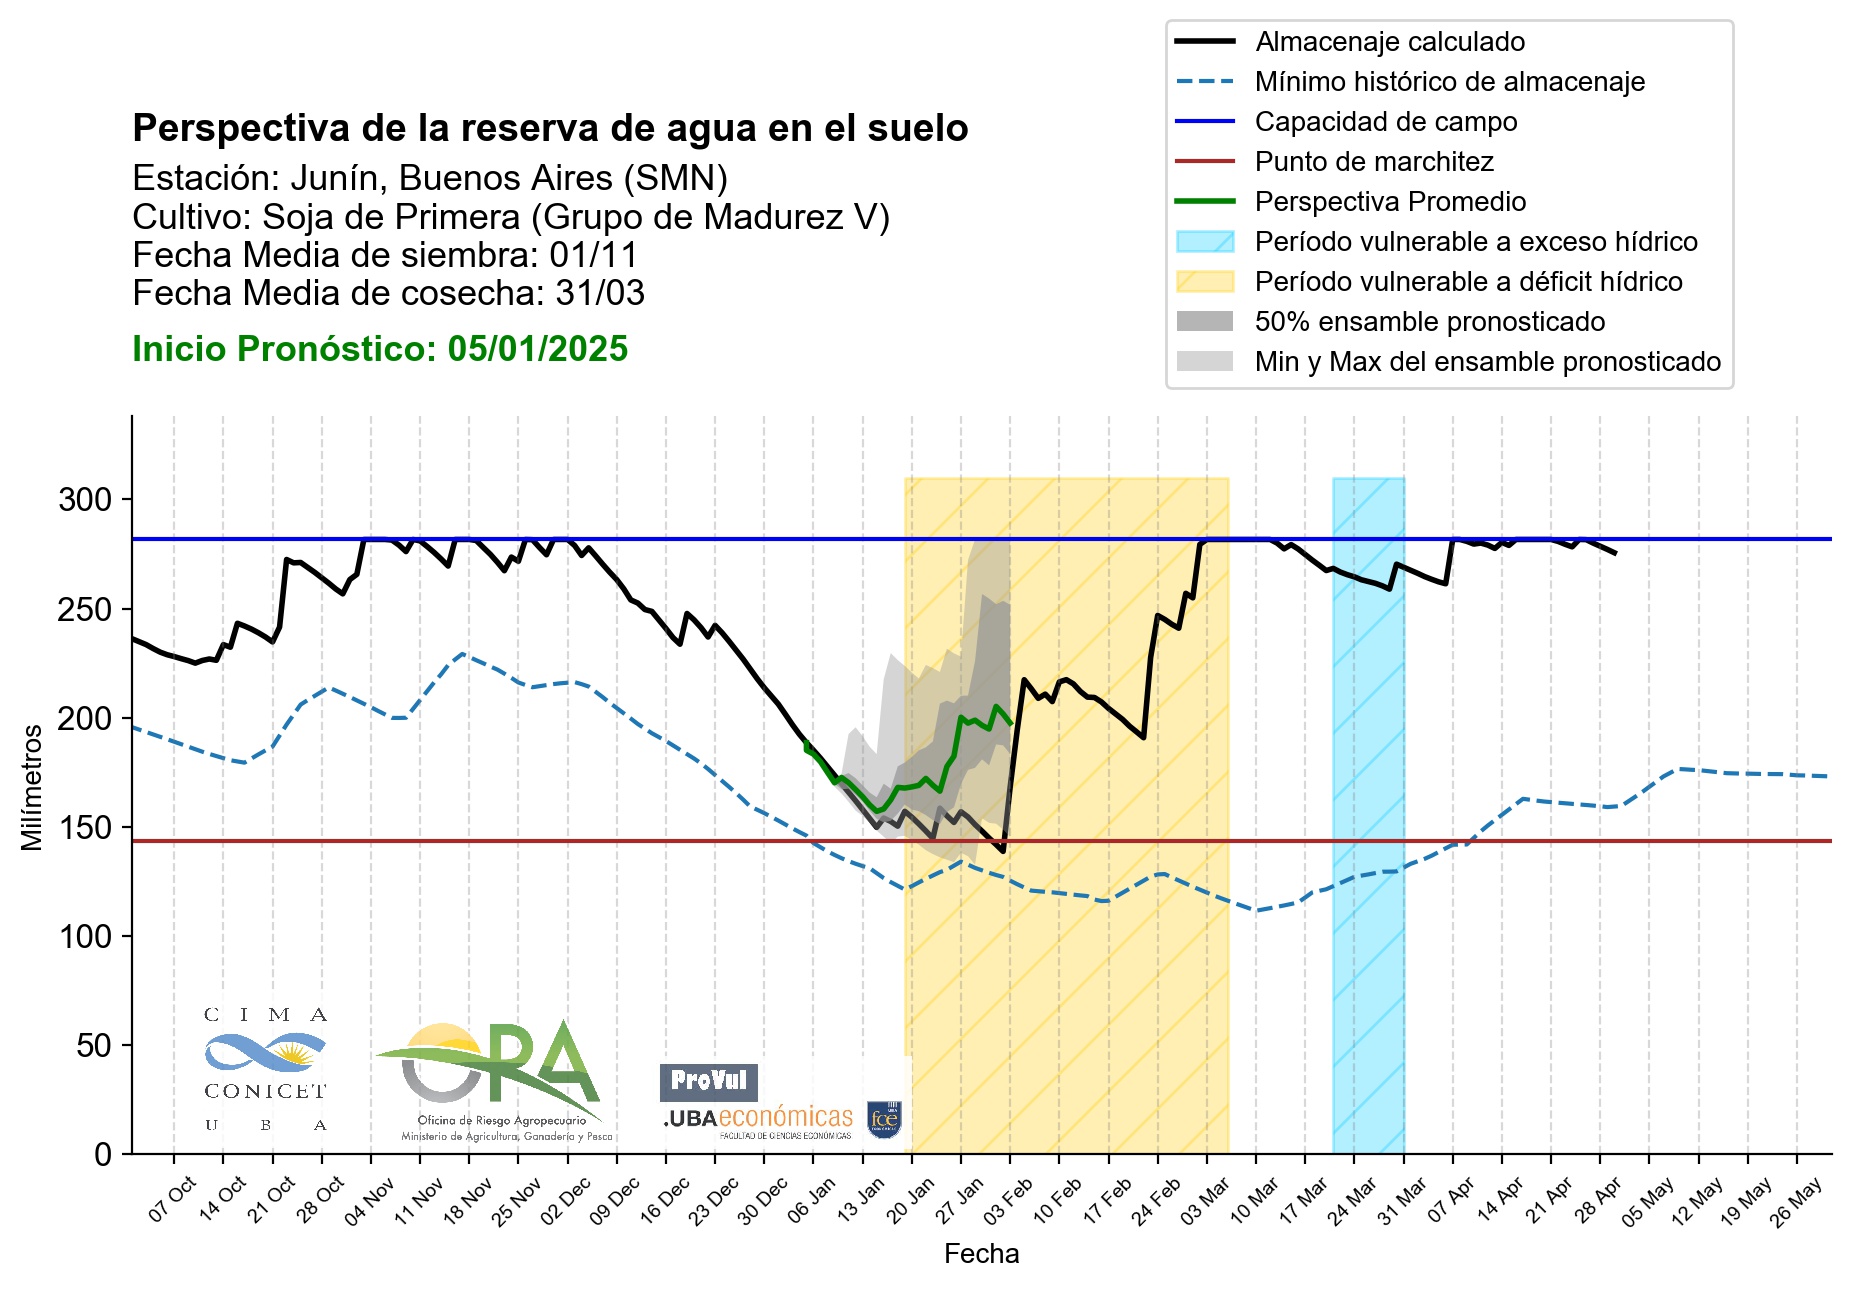 Almacenaje calculado
Mínimo histórico de almacenaje
Capacidad de campo
Punto de marchitez
Perspectiva Promedio
Período vulnerable a exceso hídrico
Período vulnerable a déficit hídrico
50% ensamble pronosticado
Min y Max del ensamble pronosticado
Perspectiva de la reserva de agua en el suelo
Estación: Junín, Buenos Aires (SMN)
Cultivo: Soja de Primera (Grupo de Madurez V)
Fecha Media de siembra: 01/11
Fecha Media de cosecha: 31/03
Inicio Pronóstico: 05/01/2025
Milímetros
300
250
200
150
100
50
0
CIMA
CONICET
UBA
ORA
Oficina de Riesgo Agropecuario
Ministerio de Agricultura, Ganadería y Pesca
ProVul
.UBAeconómicas
FACULTAD DE CIENCIAS ECONÓMICAS
fce
07 Oct
14 Oct
21 Oct
28 Oct
04 Nov
11 Nov
18 Nov
25 Nov
02 Dec
09 Dec
16 Dec
23 Dec
30 Dec
06 Jan
13 Jan
20 Jan
27 Jan
03 Feb
10 Feb
17 Feb
24 Feb
03 Mar
10 Mar
17 Mar
24 Mar
31 Mar
07 Apr
14 Apr
21 Apr
28 Apr
05 May
12 May
19 May
26 May
Fecha